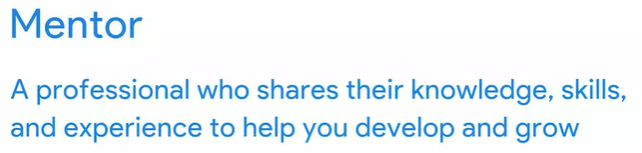 Mentor
A professional who shares their knowledge, skills,
and experience to help you develop and grow